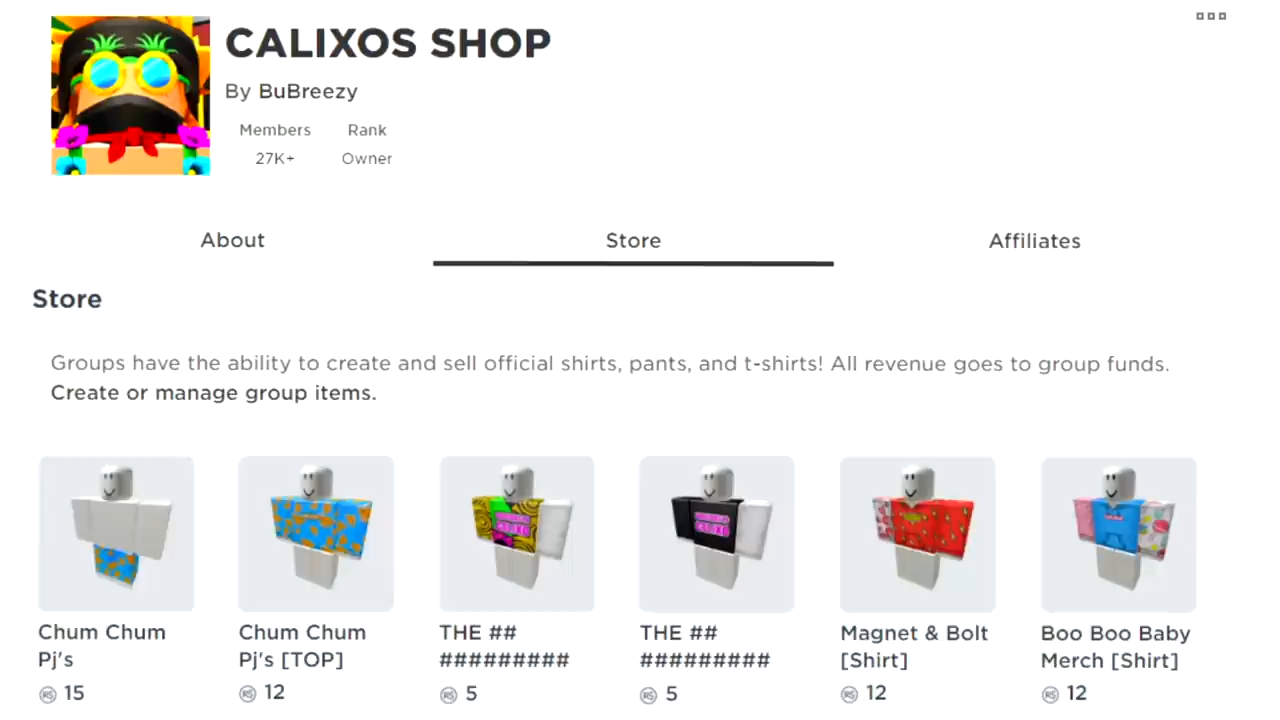 CALIXOS SHOP
By BuBreezy
Members Rank
27K+ Owner
About Store Affiliates
Store
Groups have the ability to create and sell official shirts, pants, and t-shirts! All revenue goes to group funds.
Create or manage group items.
Chum Chum
Pj's
15
Chum Chum
Pj's [TOP]
12
THE ##
#########
5
THE ##
#########
5
Magnet & Bolt
[Shirt]
12
Boo Boo Baby
Merch [Shirt]
12